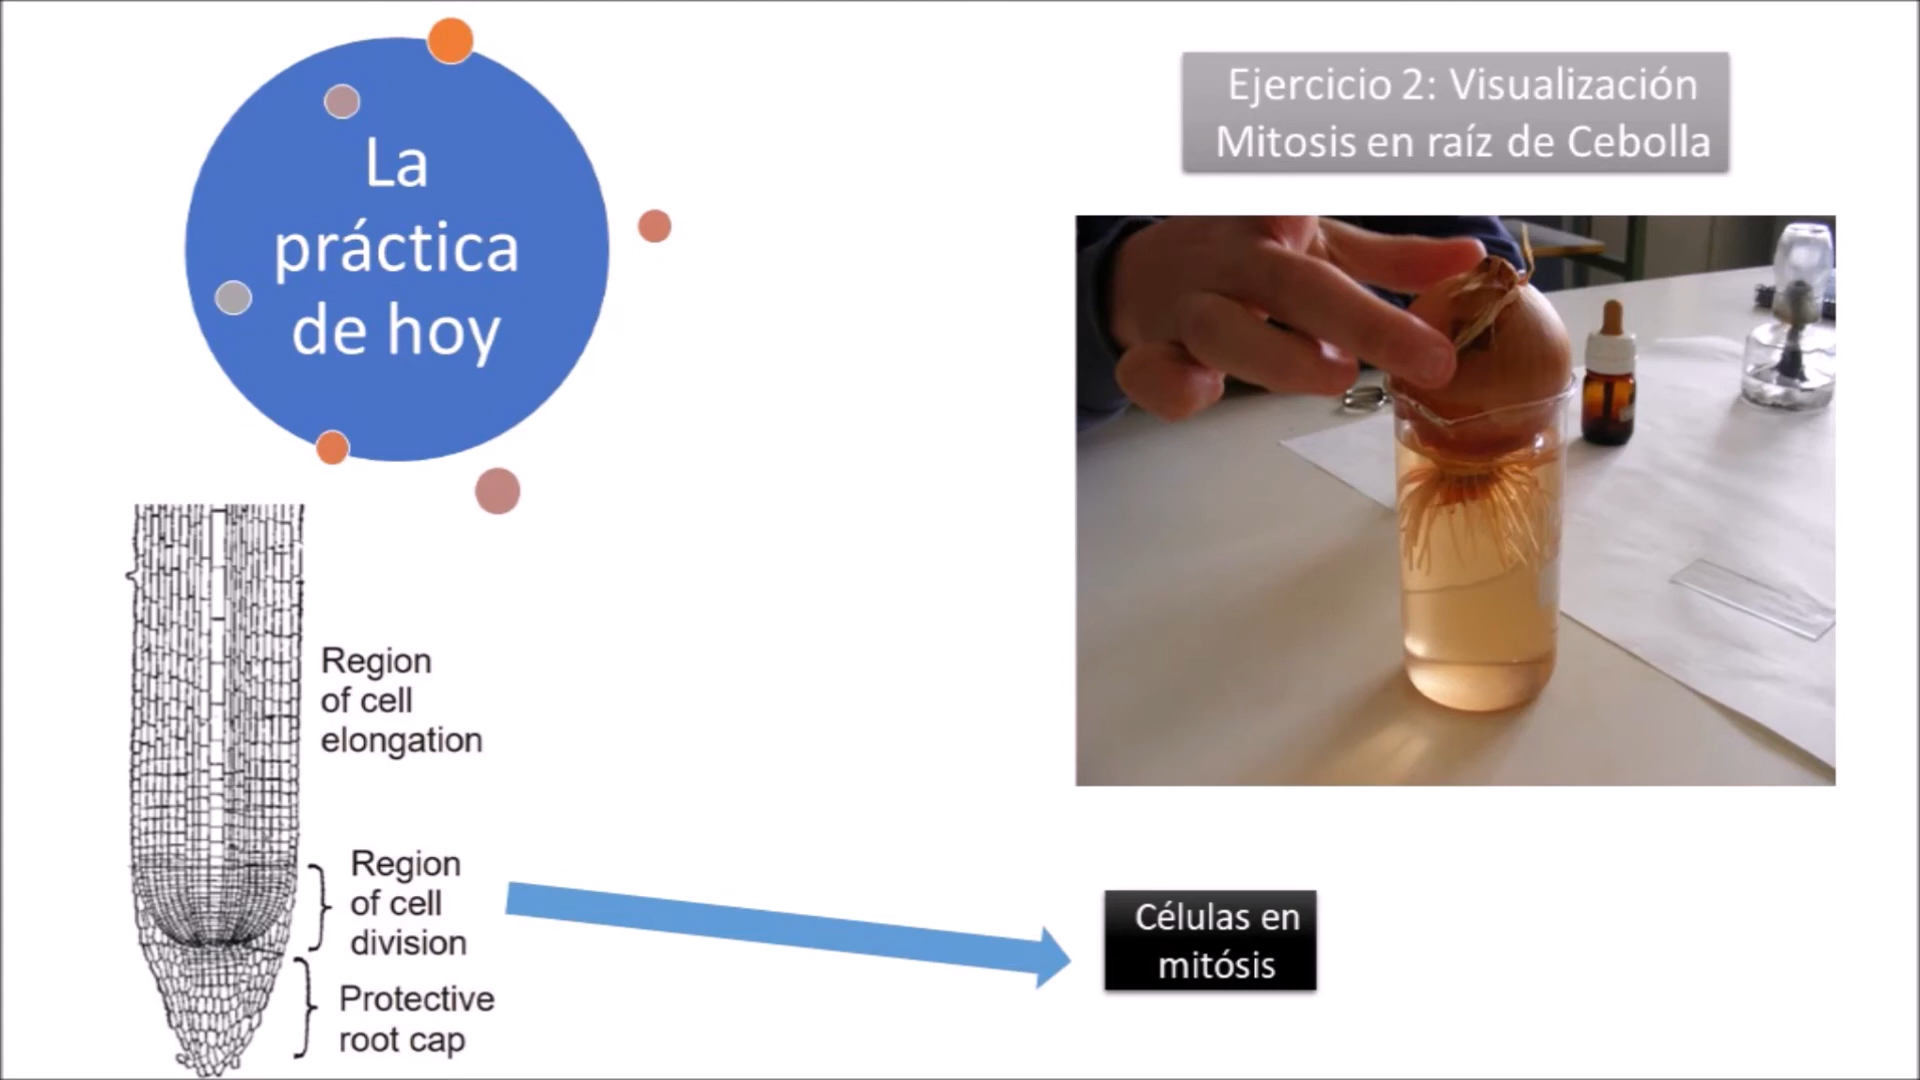 La
práctica
de hoy
Ejercicio 2: Visualización
Mitosis en raíz de Cebolla
Region
of cell
elongation
Region
of cell
division
Protective
root cap
Células en
mitósis